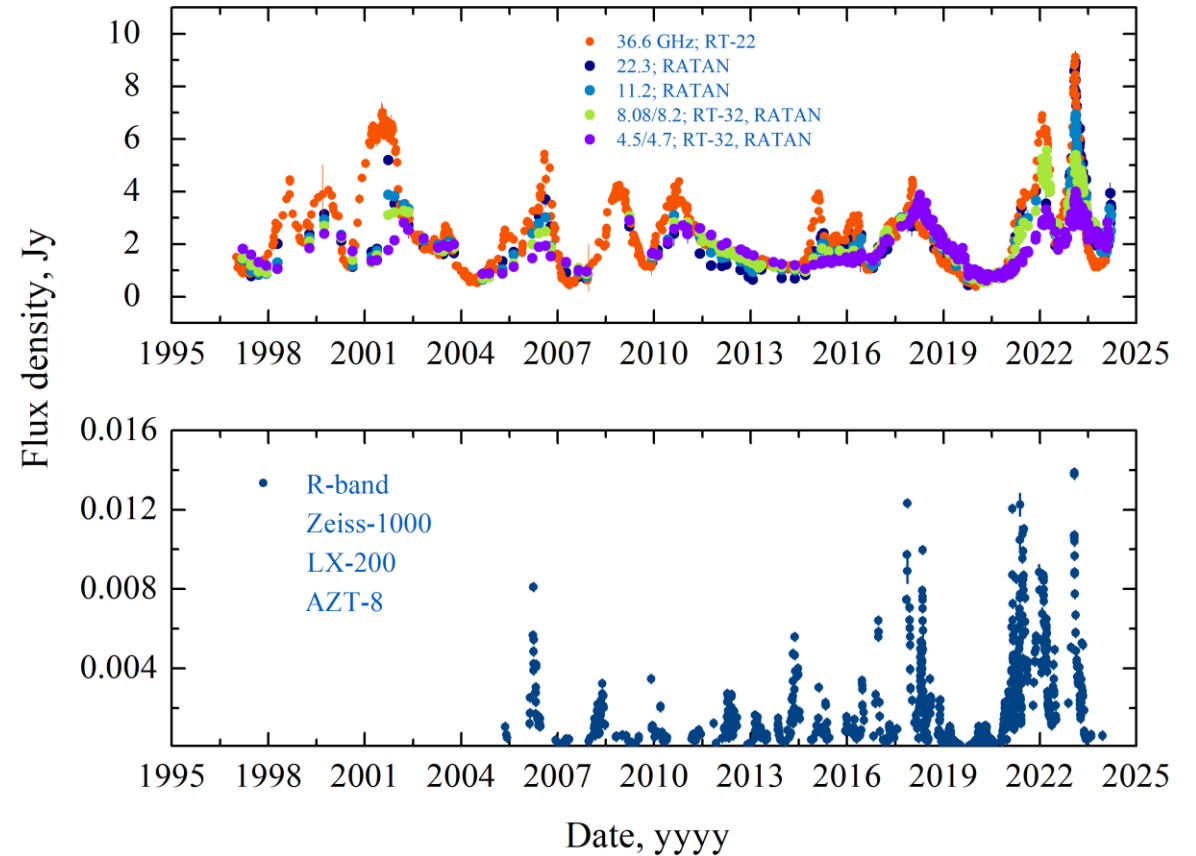 10
8
6
4
2
0
36.6 GHz; RT-22
22.3; RATAN
11.2; RATAN
8.08/8.2; RT-32, RATAN
4.5/4.7; RT-32, RATAN
1995 1998 2001 2004 2007 2010 2013 2016 2019 2022 2025
Flux density, Jy
0.016
0.012
0.008
0.004
R-band
Zeiss-1000
LX-200
AZT-8
1995 1998 2001 2004 2007 2010 2013 2016 2019 2022 2025
Date, yyyy